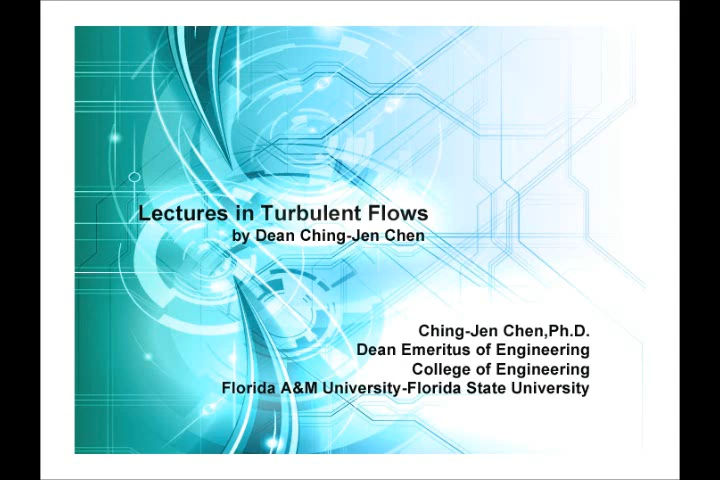 Lectures in Turbulent Flows
by Dean Ching-Jen Chen
Ching-Jen Chen,Ph.D.
Dean Emeritus of Engineering
College of Engineering
Florida A&M University-Florida State University